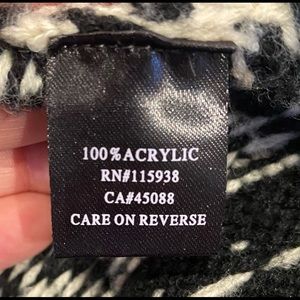 100% ACRYLIC
RN#115938
CA#45088
CARE ON REVERSE